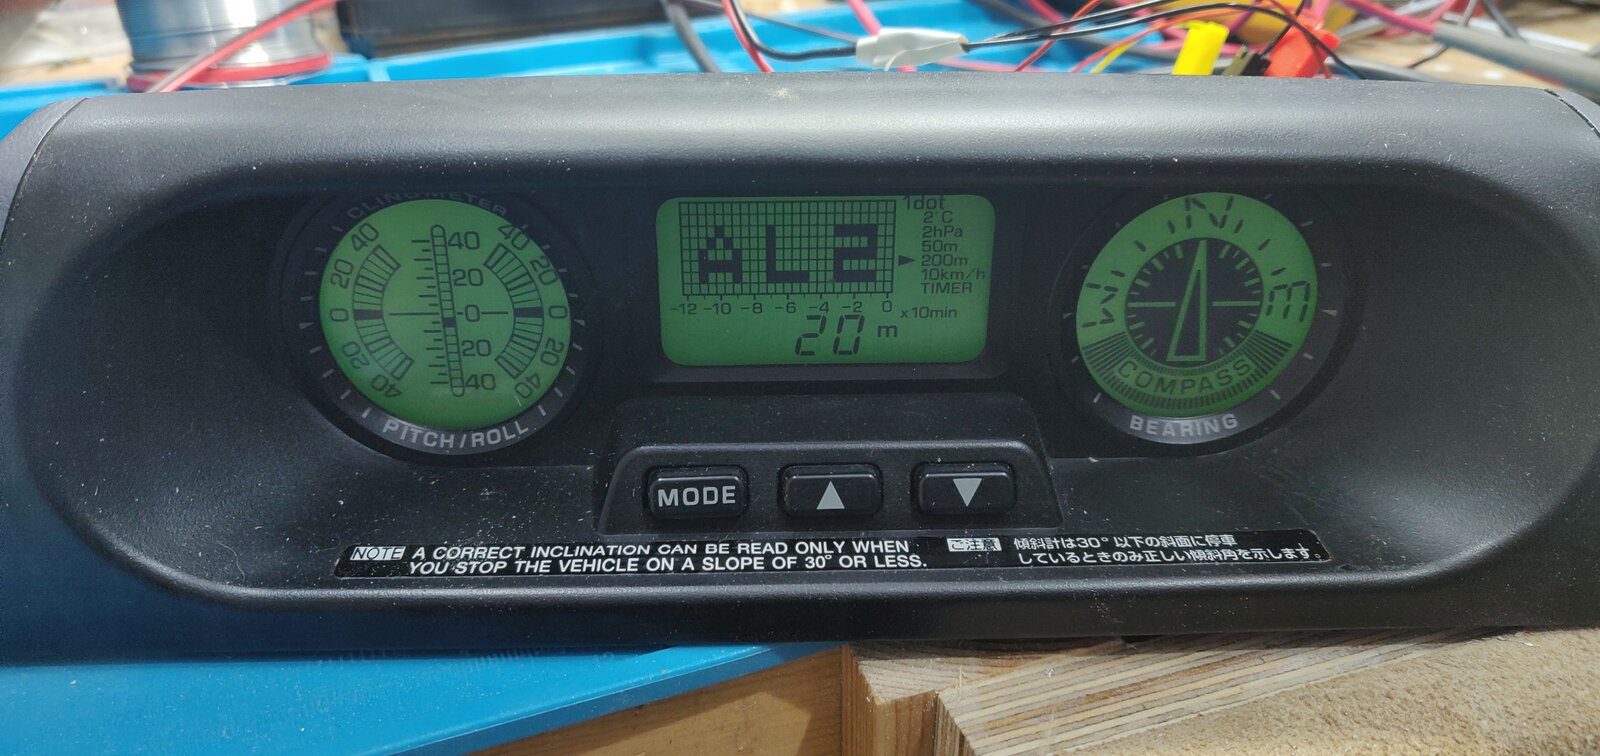 CLINOMETER
40 40 40
20 20 20
0 0 0
20 20 20
40 40 40
PITCH/ROLL
AL2
1dot
2°C
2hPa
50m
200m
10km/h
TIMER
-12 -10 -8 -6 -4 -2 0 x10min
20 m
N
W E
COMPASS
BEARING
MODE ▲ ▼
NOTE A CORRECT INCLINATION CAN BE READ ONLY WHEN
YOU STOP THE VEHICLE ON A SLOPE OF 30° OR LESS.
ご注意 傾斜計は30°以下の斜面に停車
しているときのみ正しい傾斜角を示します。